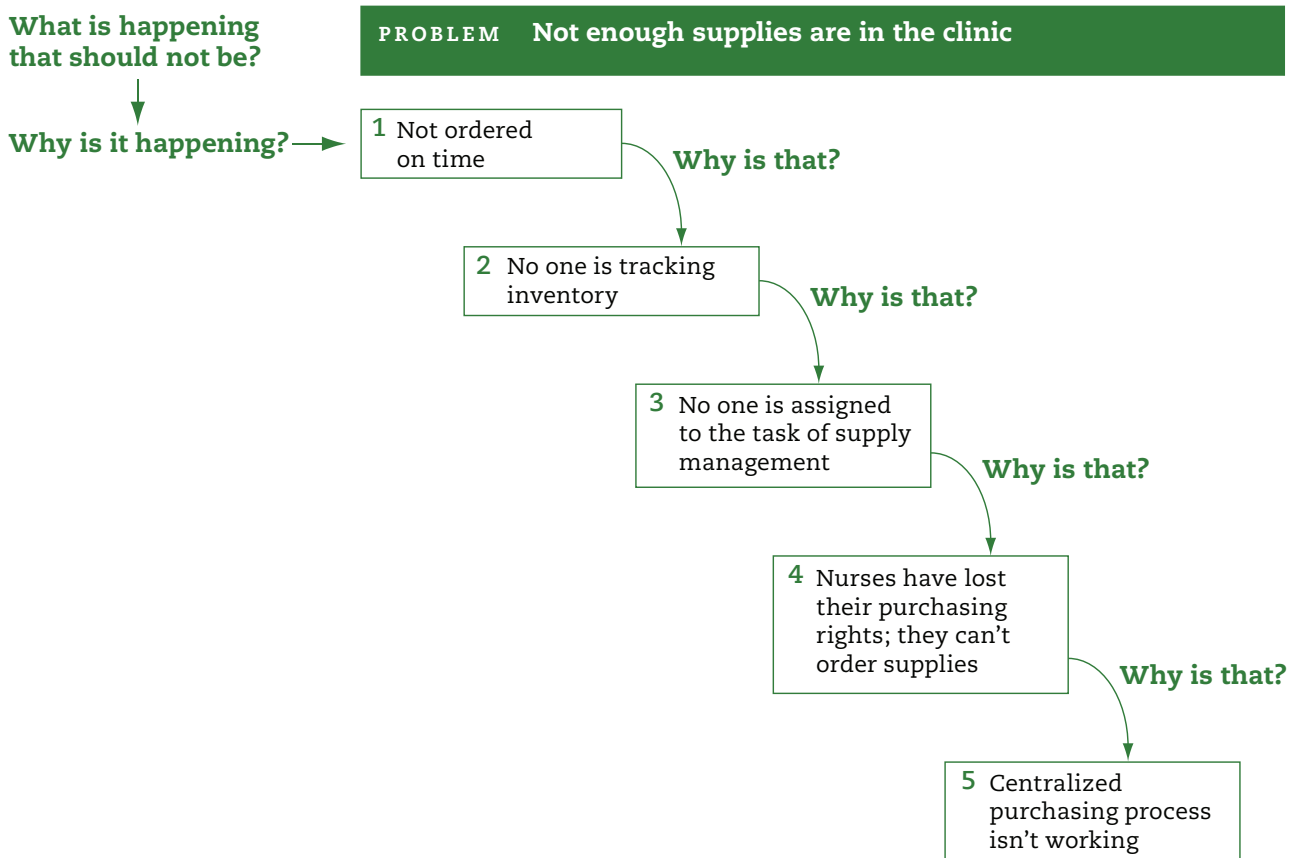 What is happening
that should not be?
PROBLEM Not enough supplies are in the clinic
Why is it happening?
1 Not ordered
on time
Why is that?
2 No one is tracking
inventory
Why is that?
3 No one is assigned
to the task of supply
management
Why is that?
4 Nurses have lost
their purchasing
rights; they can’t
order supplies
Why is that?
5 Centralized
purchasing process
isn’t working